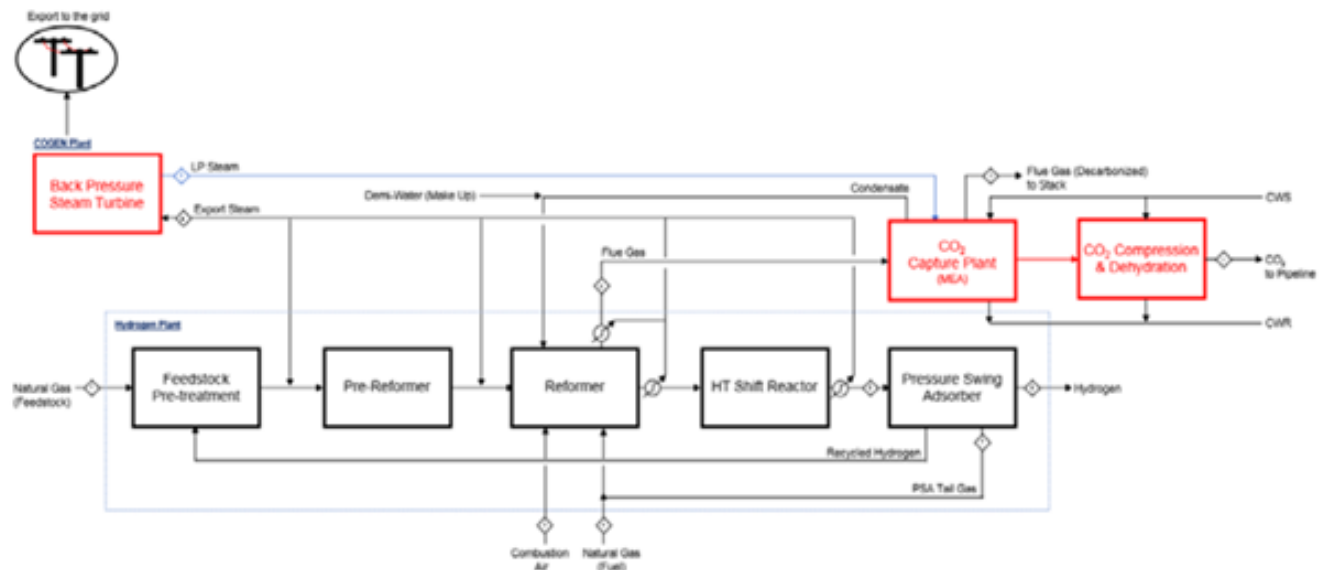 Export to the grid
COGEN Plant
Back Pressure
Steam Turbine
LP Steam
Export Steam
Demi-Water (Make Up)
Condensate
Flue Gas (Decarbonized)
to Stack
CWS
Flue Gas
CO2
Capture Plant
(MEA)
CO2 Compression
& Dehydration
CO2
to Pipeline
CWR
Hydrogen Plant
Natural Gas
(Feedstock)
Feedstock
Pre-treatment
Pre-Reformer
Reformer
HT Shift Reactor
Pressure Swing
Adsorber
Hydrogen
Recycled Hydrogen
PSA Tail Gas
Combustion
Air
Natural Gas
(Fuel)